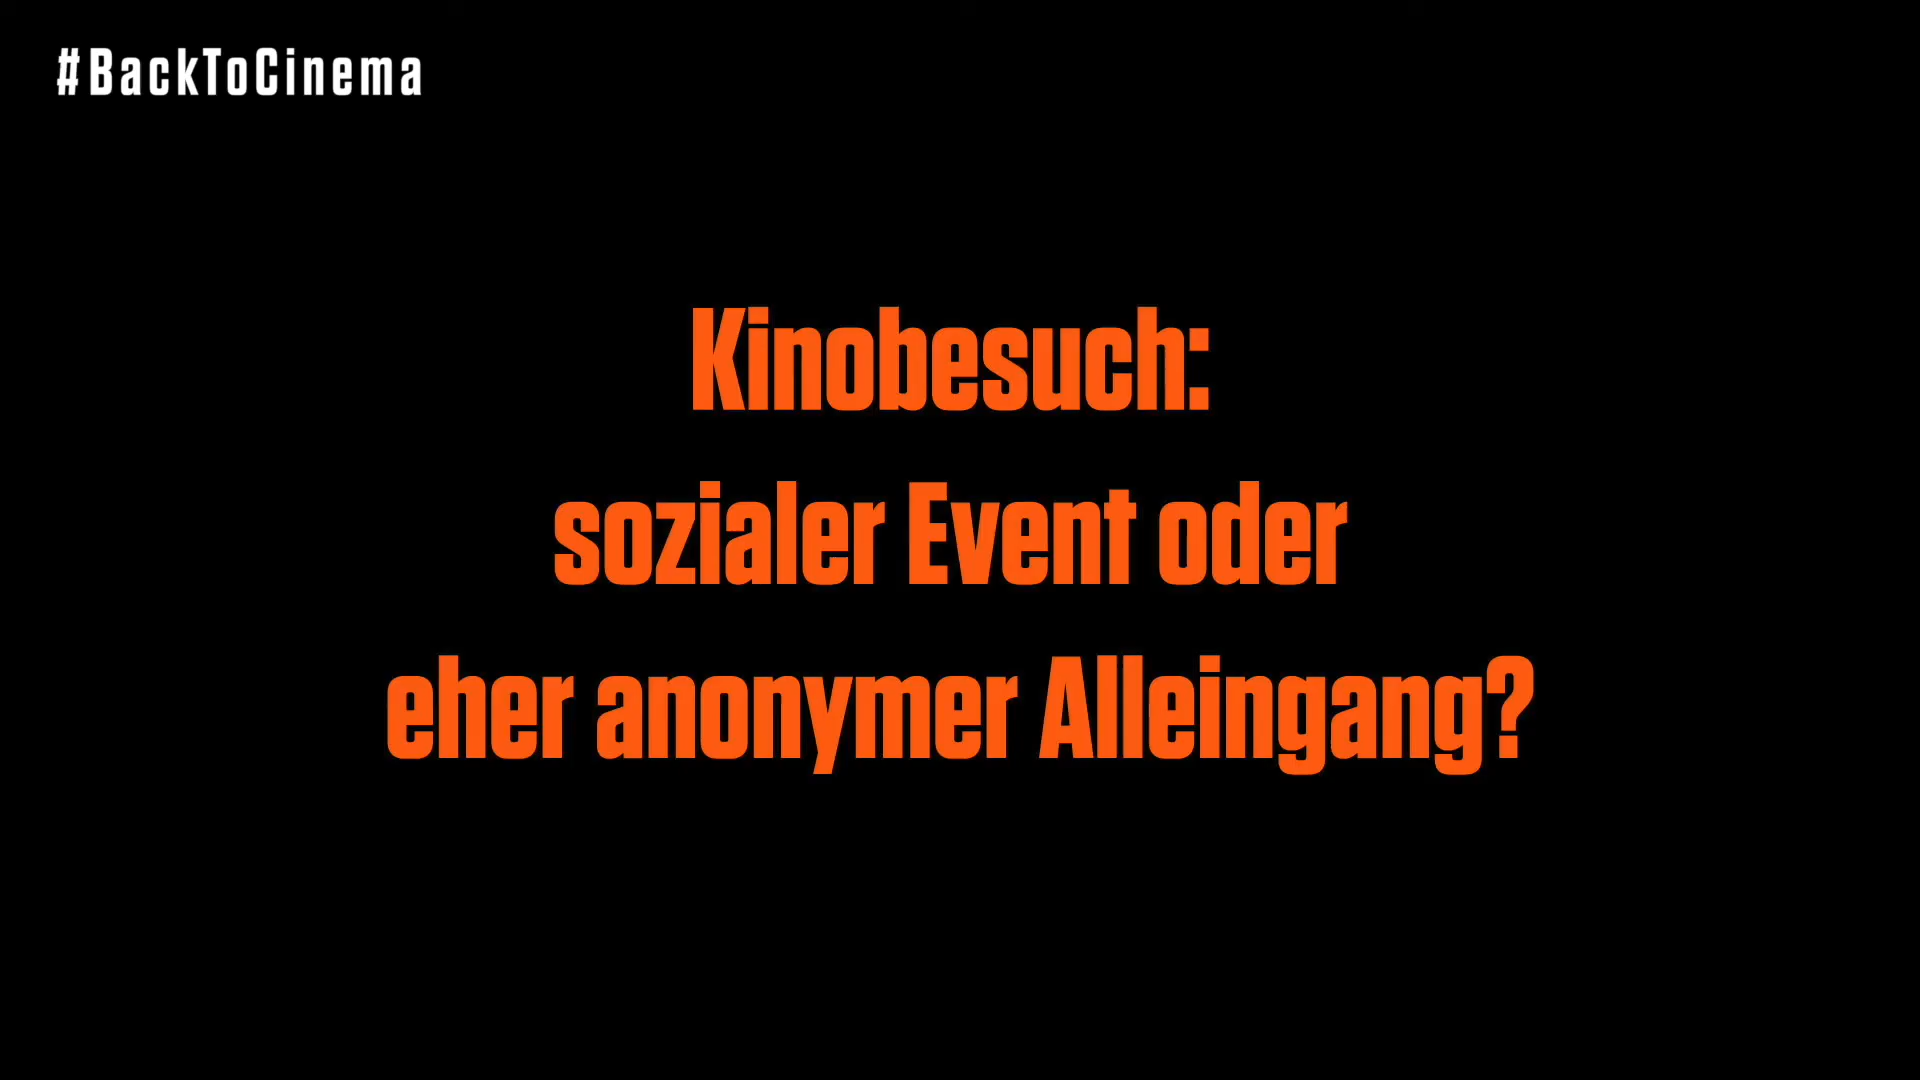 #BackToCinema
Kinobesuch:
sozialer Event oder
eher anonymer Alleingang?